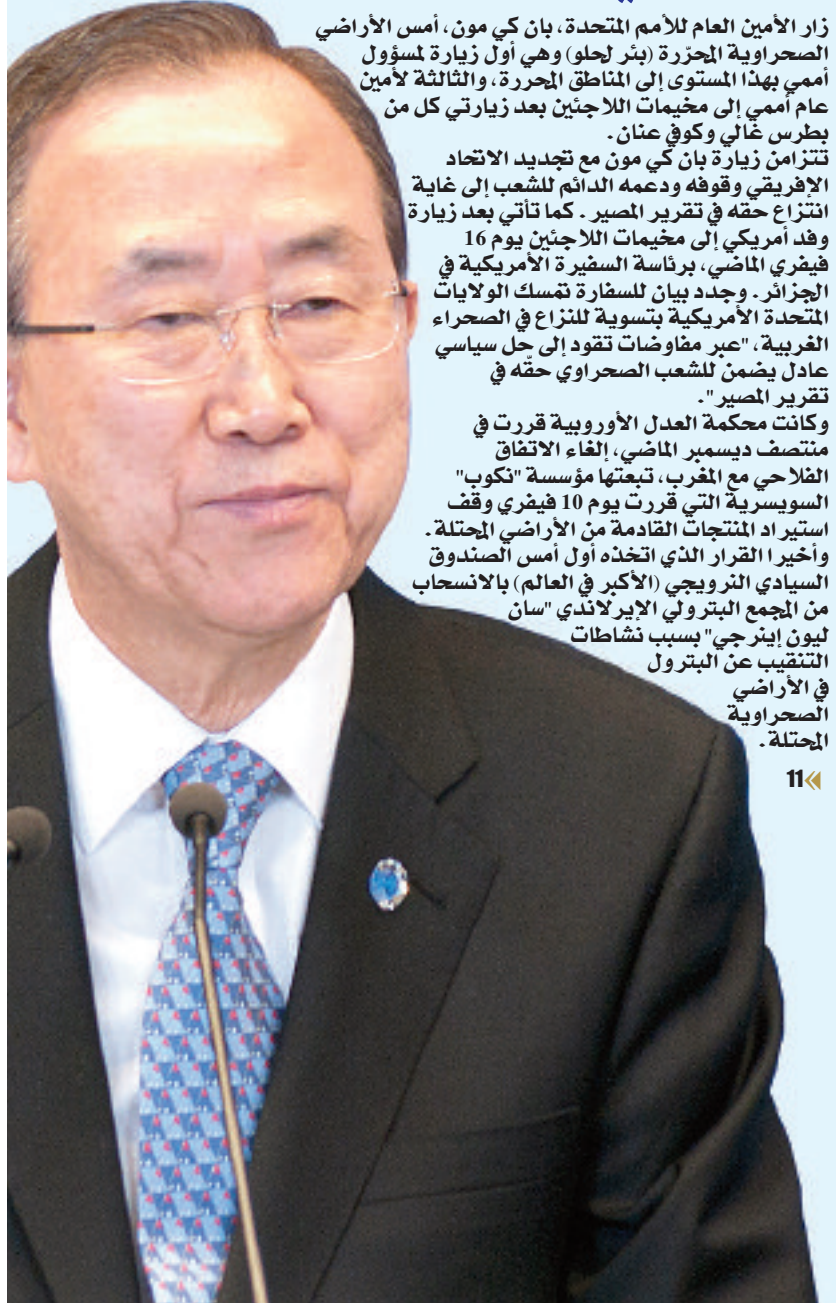 زار الأمين العام للأمم المتحدة، بان كي مون، أمس الأراضي
الصحراوية المحرّرة (بئر لحلو) وهي أول زيارة لمسؤول
أممي بهذا المستوى إلى المناطق المحررة، والثالثة لأمين
عام أممي إلى مخيمات اللاجئين بعد زيارتي كل من
بطرس غالي وكوفي عنان.
تتزامن زيارة بان كي مون مع تجديد الاتحاد
الإفريقي وقوفه ودعمه الدائم للشعب إلى غاية
انتزاع حقه في تقرير المصير. كما تأتي بعد زيارة
وفد أمريكي إلى مخيمات اللاجئين يوم 16
فيفري الماضي، برئاسة السفيرة الأمريكية في
الجزائر. وجدد بيان للسفارة تمسك الولايات
المتحدة الأمريكية بتسوية للنزاع في الصحراء
الغربية، "عبر مفاوضات تقود إلى حل سياسي
عادل يضمن للشعب الصحراوي حقّه في
تقرير المصير".
وكانت محكمة العدل الأوروبية قررت في
منتصف ديسمبر الماضي، إلغاء الاتفاق
الفلاحي مع المغرب، تبعتها مؤسسة "نكوب"
السويسرية التي قررت يوم 10 فيفري وقف
استيراد المنتجات القادمة من الأراضي المحتلة.
وأخيرا القرار الذي اتخذه أول أمس الصندوق
السيادي النرويجي (الأكبر في العالم) بالانسحاب
من المجمع البترولي الإيرلاندي "سان
ليون إينرجي" بسبب نشاطات
التنقيب عن البترول
في الأراضي
الصحراوية
المحتلة.
11